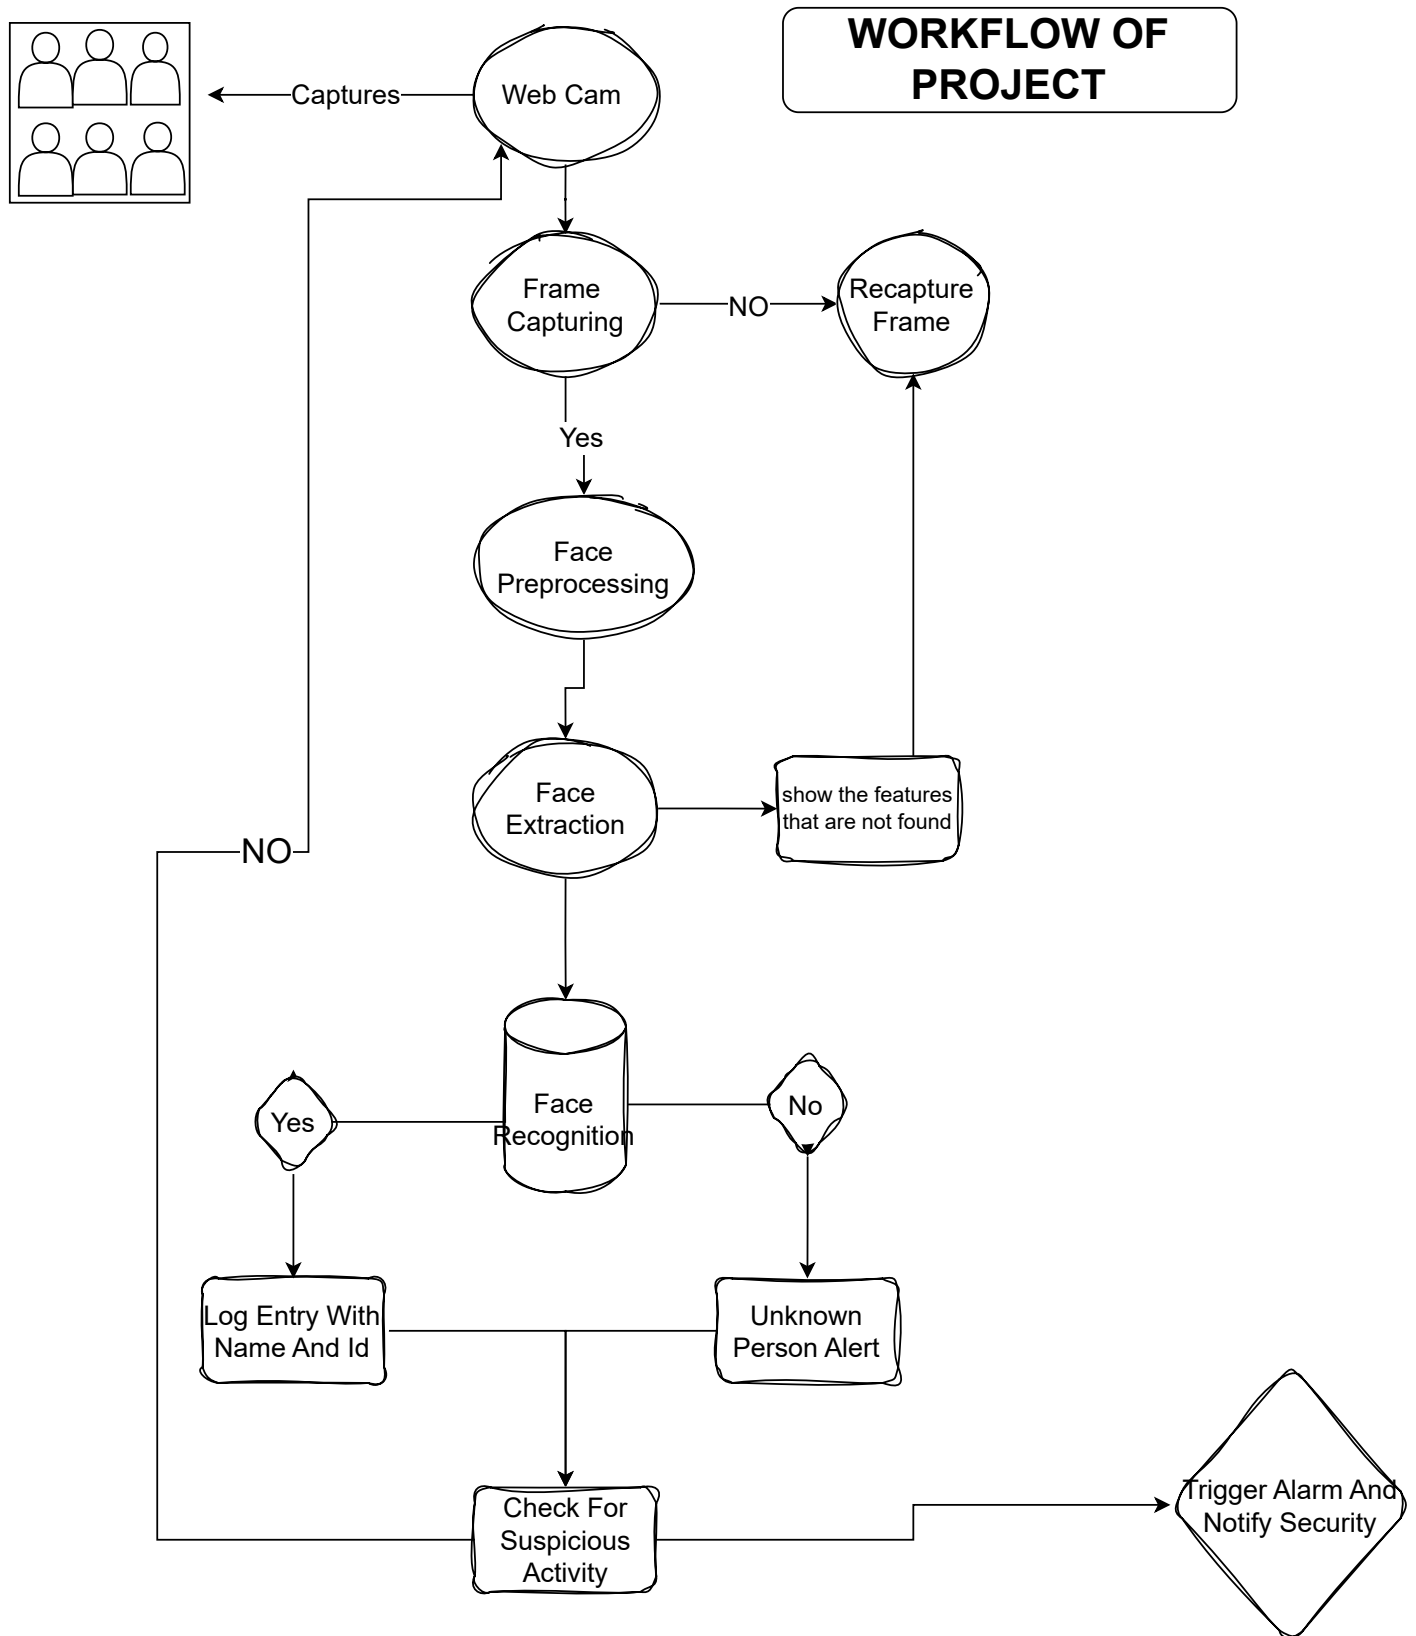 WORKFLOW OF
PROJECT
Captures
Web Cam
Frame
Capturing
NO
Recapture
Frame
Yes
Face
Preprocessing
Face
Extraction
show the features
that are not found
NO
Face
Recognition
Yes
No
Log Entry With
Name And Id
Unknown
Person Alert
Check For
Suspicious
Activity
Trigger Alarm And
Notify Security